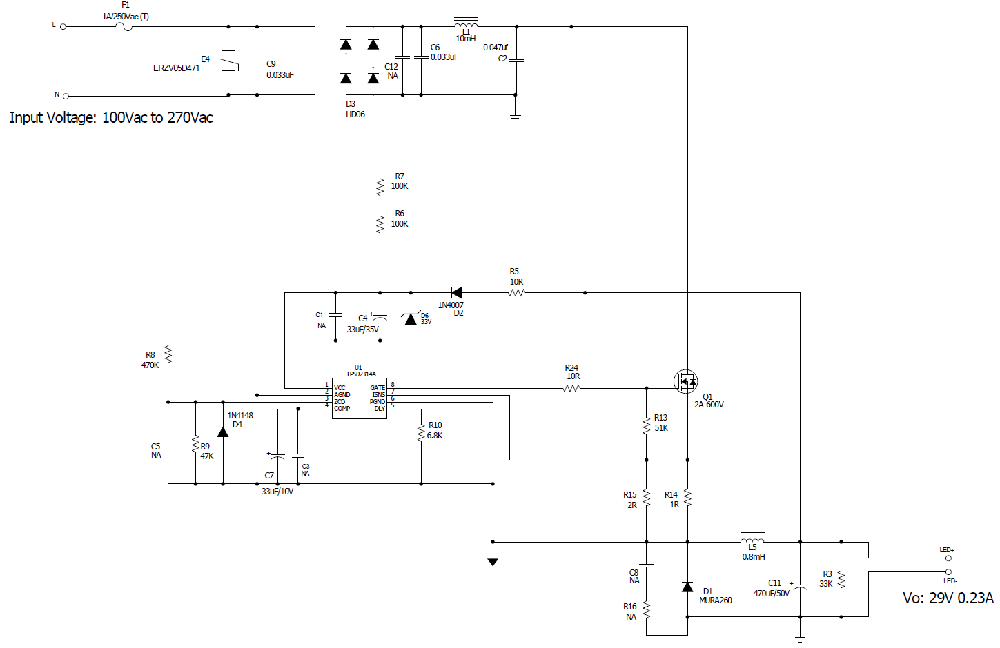 F1
1A/250Vac (T)
L
E4
ERZV05D471
C9
0.033uF
N
Input Voltage: 100Vac to 270Vac
D3
HD06
C12
NA
C6
0.033uF
L1
10mH
0.047uf
C2
R7
100K
R6
100K
R5
10R
1N4007
D2
C1
NA
C4
+
33uF/35V
D6
33V
R8
470K
U1
TPS92314A
1 VCC GATE 8
2 AGND ISNS 7
3 ZCD PGND 6
4 COMP DLY 5
R24
10R
Q1
2A 600V
R13
51K
1N4148
D4
R10
6.8K
C5
NA
R9
47K
+
C7
33uF/10V
C3
NA
R15
2R
R14
1R
L5
0.8mH
LED+
LED-
C8
NA
R16
NA
D1
MURA260
C11
+
470uF/50V
R3
33K
Vo: 29V 0.23A